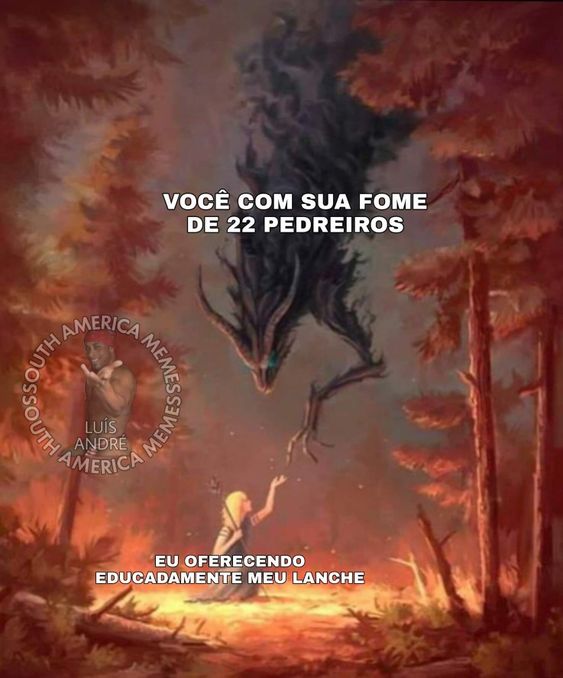 VOCÊ COM SUA FOME
DE 22 PEDREIROS
SOUTH AMERICA MEMES
LUÍS
ANDRÉ
SOUTH AMERICA MEMES
EU OFERECENDO
EDUCADAMENTE MEU LANCHE